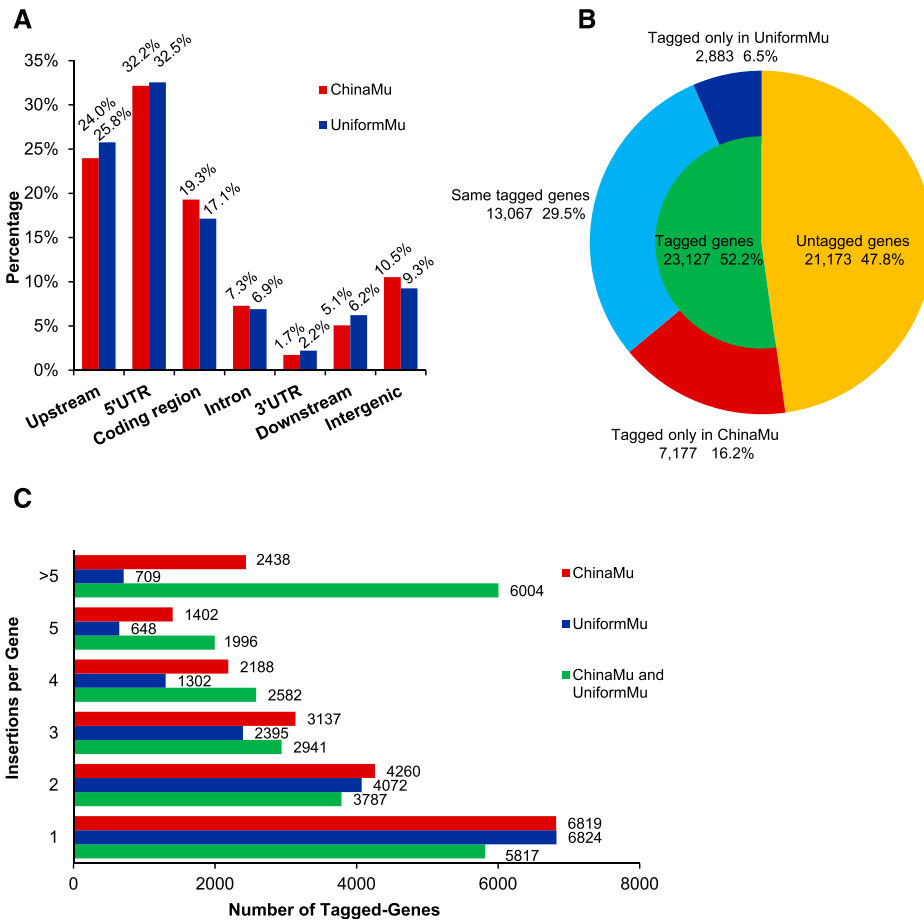 A
35%
30%
25%
20%
15%
10%
5%
0%
Percentage
24.0%
25.8%
32.2%
32.5%
19.3%
17.1%
7.3%
6.9%
1.7%
2.2%
5.1%
6.2%
10.5%
9.3%
Upstream
5'UTR
Coding region
Intron
3'UTR
Downstream
Intergenic
ChinaMu
UniformMu
B
Tagged only in UniformMu
2,883 6.5%
Same tagged genes
13,067 29.5%
Tagged genes
23,127 52.2%
Untagged genes
21,173 47.8%
Tagged only in ChinaMu
7,177 16.2%
C
Insertions per Gene
>5
2438
709
6004
5
1402
648
1996
4
2188
1302
2582
3
3137
2395
2941
2
4260
4072
3787
1
6819
6824
5817
0
2000
4000
6000
8000
Number of Tagged-Genes
ChinaMu
UniformMu
ChinaMu and
UniformMu